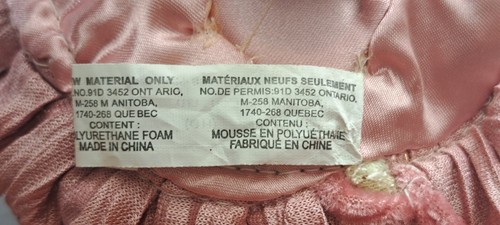 W MATERIAL ONLY
NO.91D 3452 ONT ARIO,
M-258 M ANITOBA,
1740-268 QUE BEC
CONTENT :
LYURETHANE FOAM
MADE IN CHINA
MATÉRIAUX NEUFS SEULEMENT
NO.DE PERMIS:91D 3452 ONTARIO.
M-258 MANITOBA,
1740-268 QUEBEC
CONTENU :
MOUSSE EN POLYUÉTHANE
FABRIQUÉ EN CHINE